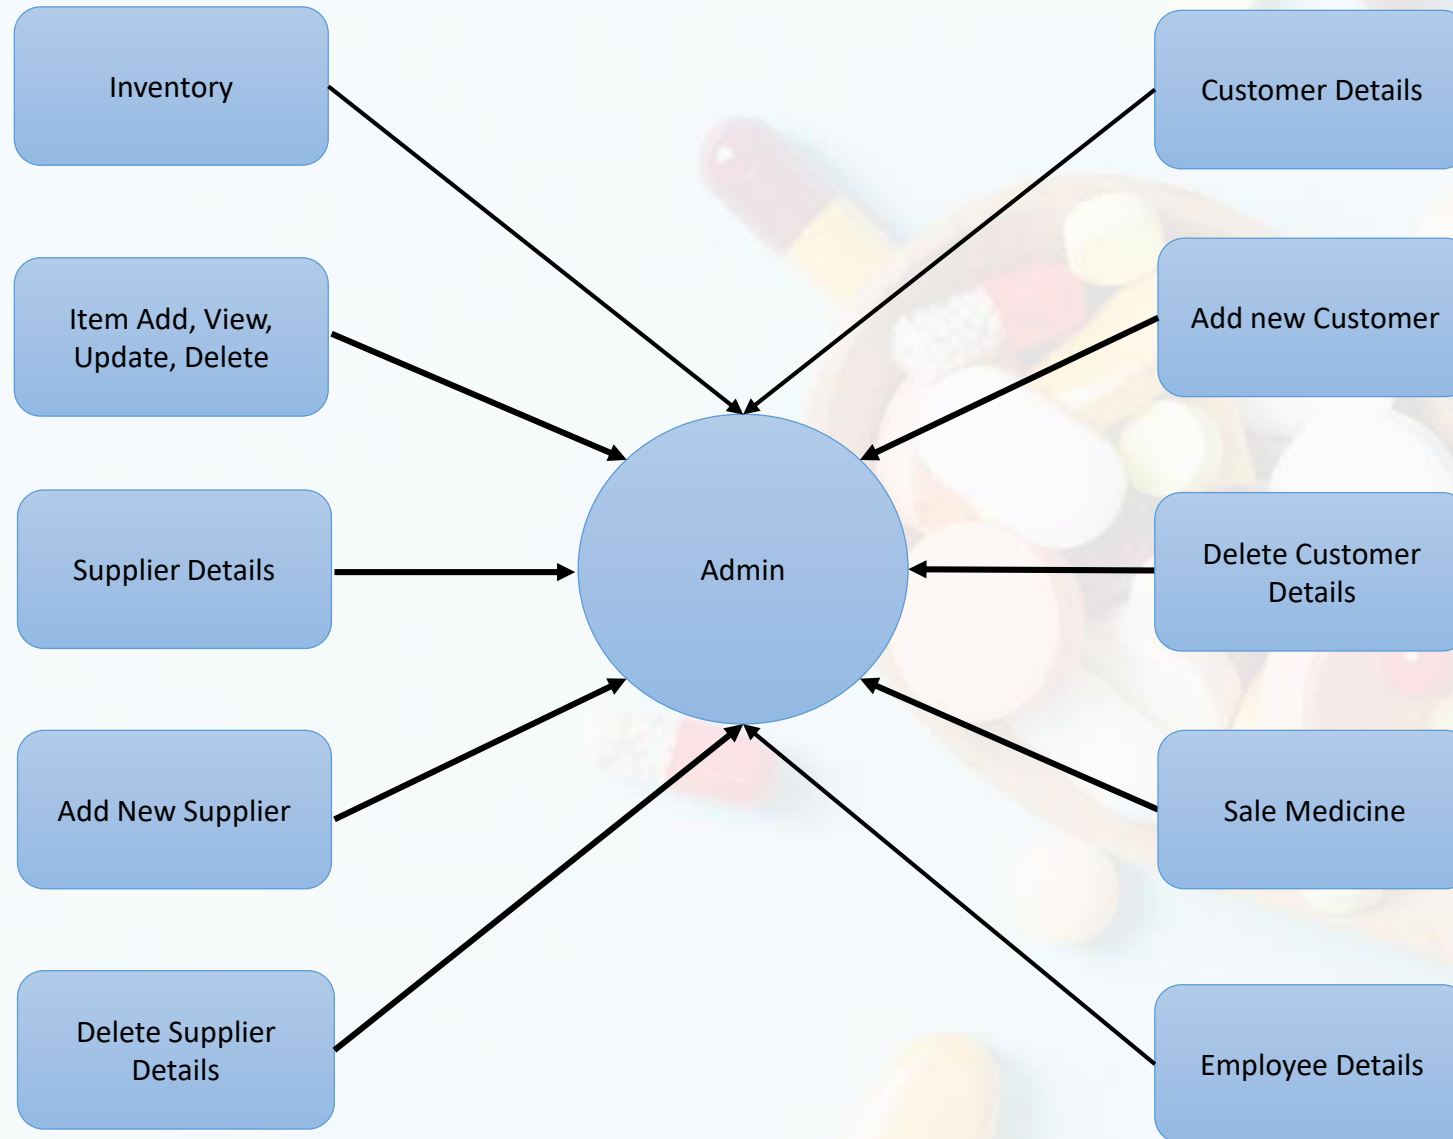 Inventory
Customer Details
Item Add, View,
Update, Delete
Add new Customer
Supplier Details
Admin
Delete Customer
Details
Add New Supplier
Sale Medicine
Delete Supplier
Details
Employee Details